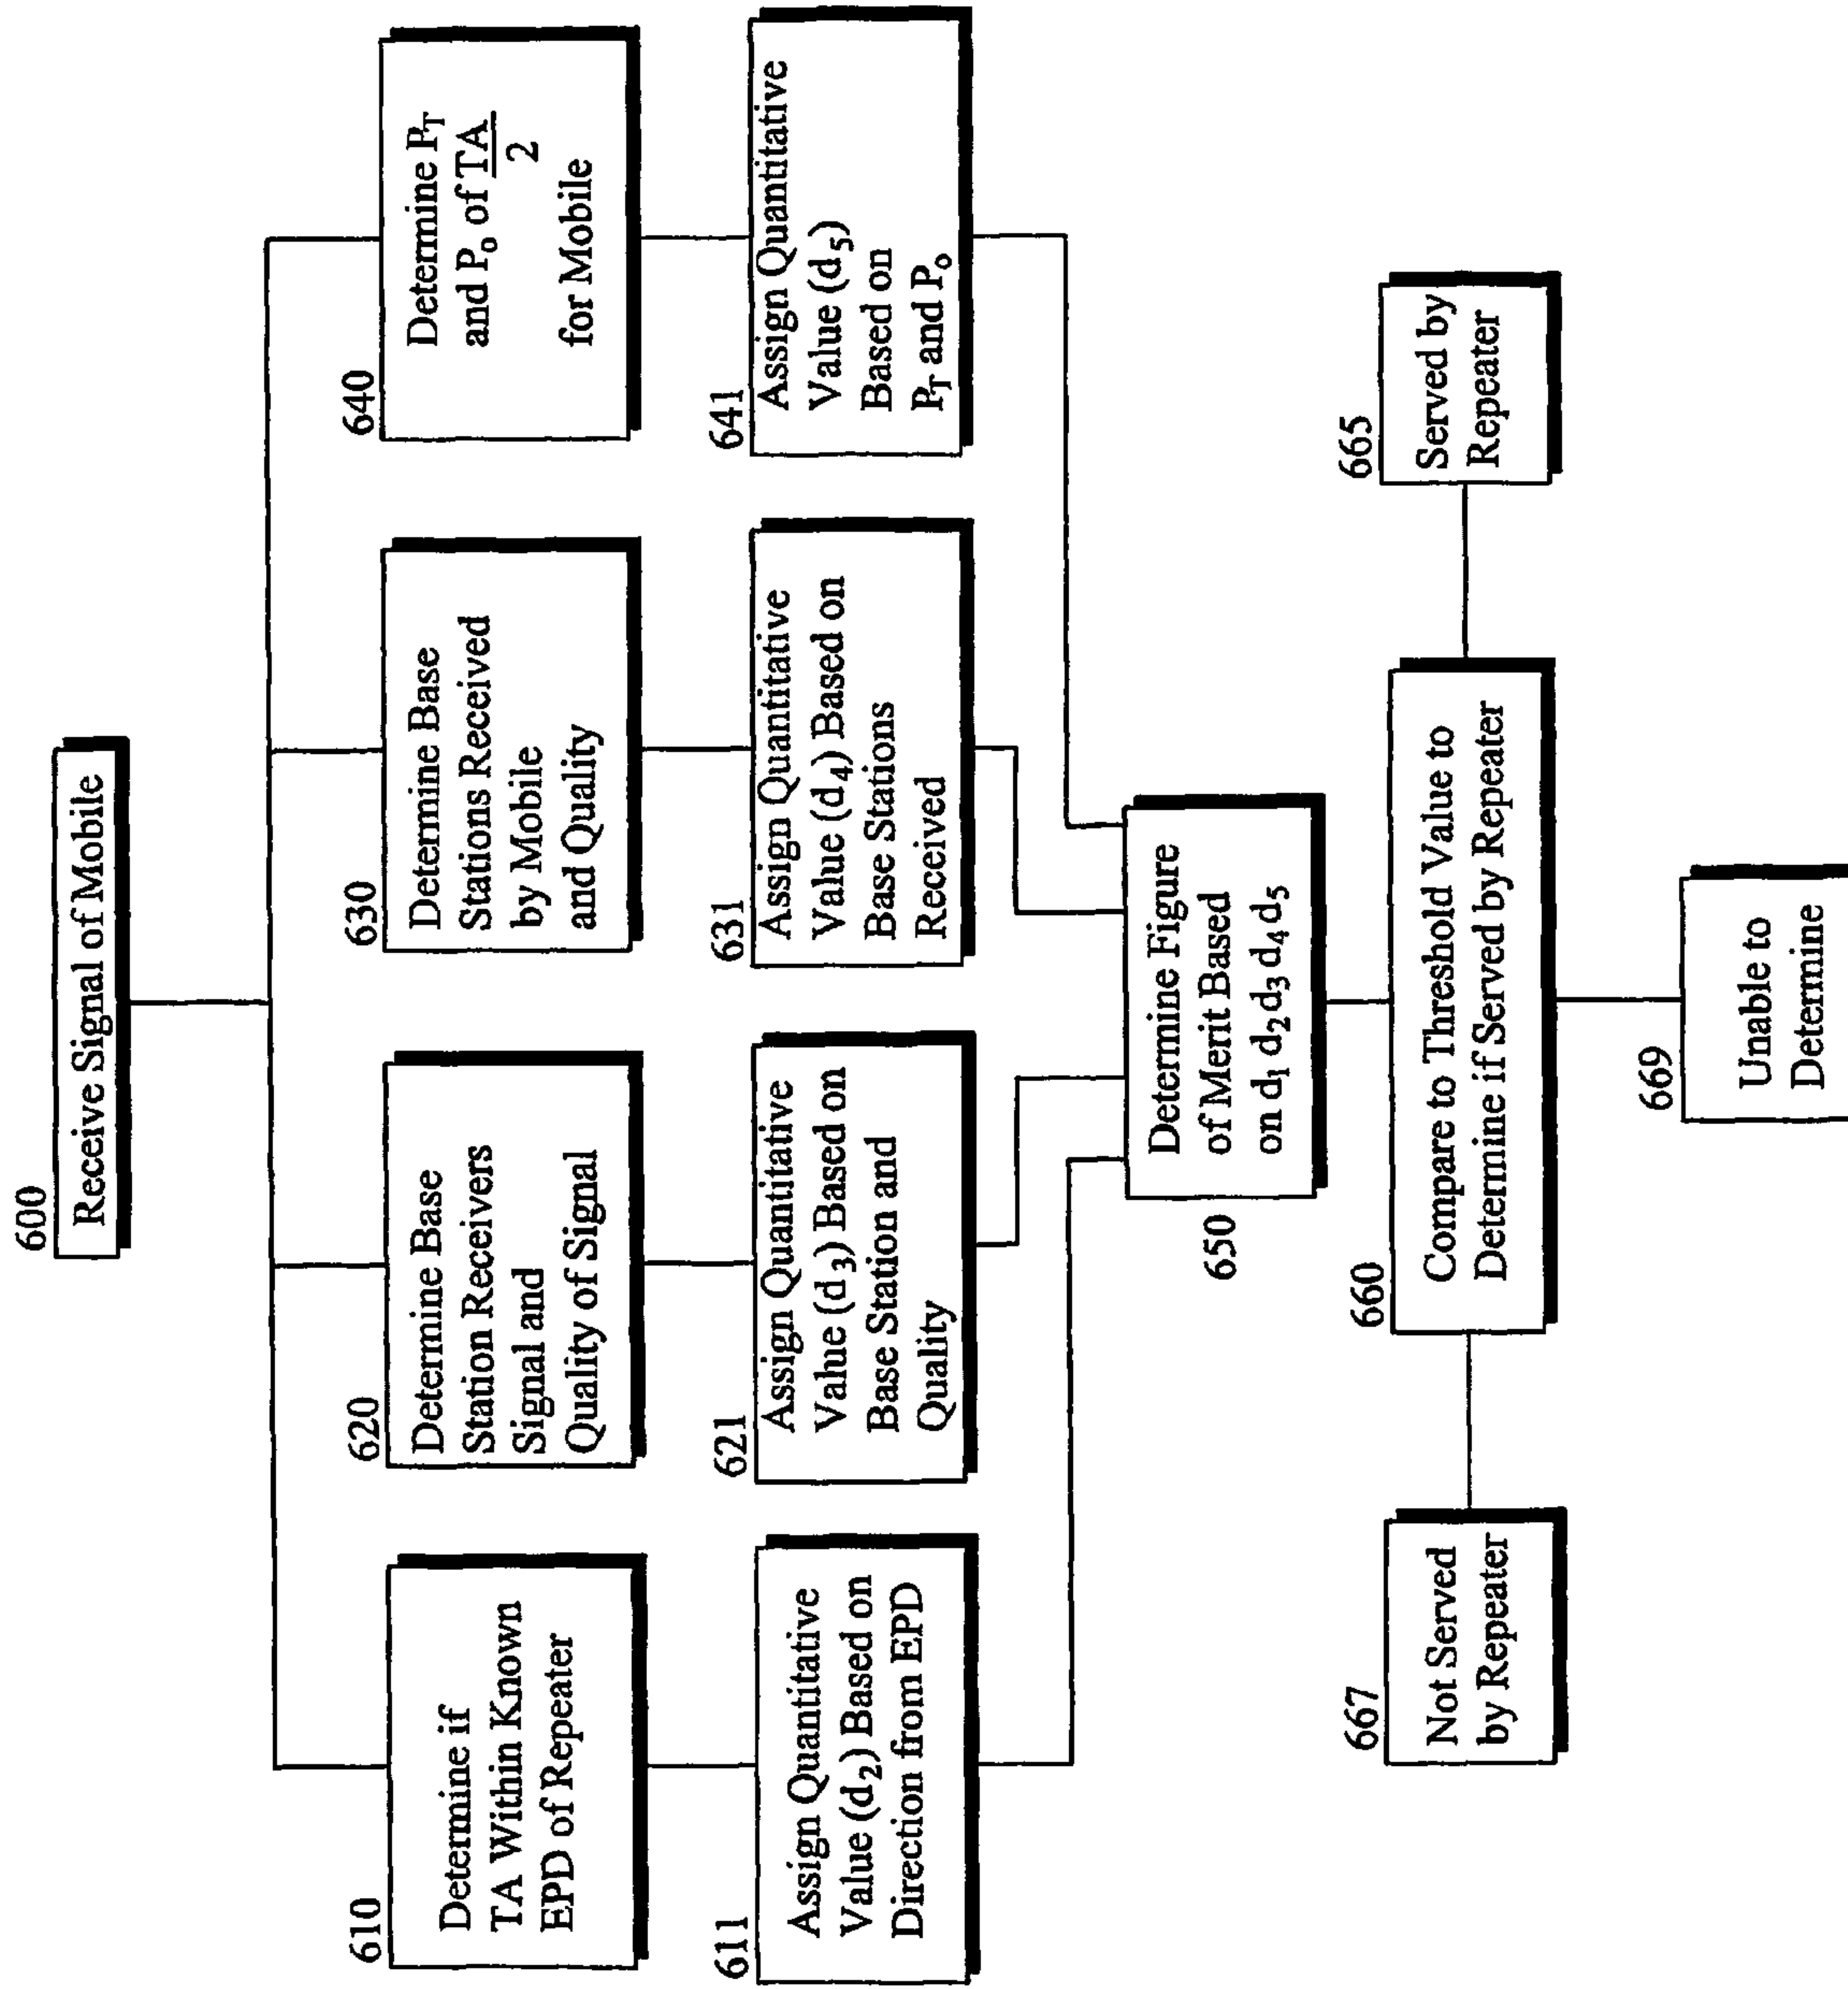 600
Receive Signal of Mobile
610
Determine if
TA Within Known
EPD of Repeater
620
Determine Base
Station Receivers
Signal and
Quality of Signal
630
Determine Base
Stations Received
by Mobile
and Quality
640
Determine P_T
and P_o of TA/2
for Mobile
611
Assign Quantitative
Value (d₂) Based on
Direction from EPD
621
Assign Quantitative
Value (d₃) Based on
Base Station and
Quality
631
Assign Quantitative
Value (d₄) Based on
Base Stations
Received
641
Assign Quantitative
Value (d₅)
Based on
P_T and P_o
650
Determine Figure
of Merit Based
on d₁ d₂ d₃ d₄ d₅
660
Compare to Threshold Value to
Determine if Served by Repeater
667
Not Served
by Repeater
665
Served by
Repeater
669
Unable to
Determine